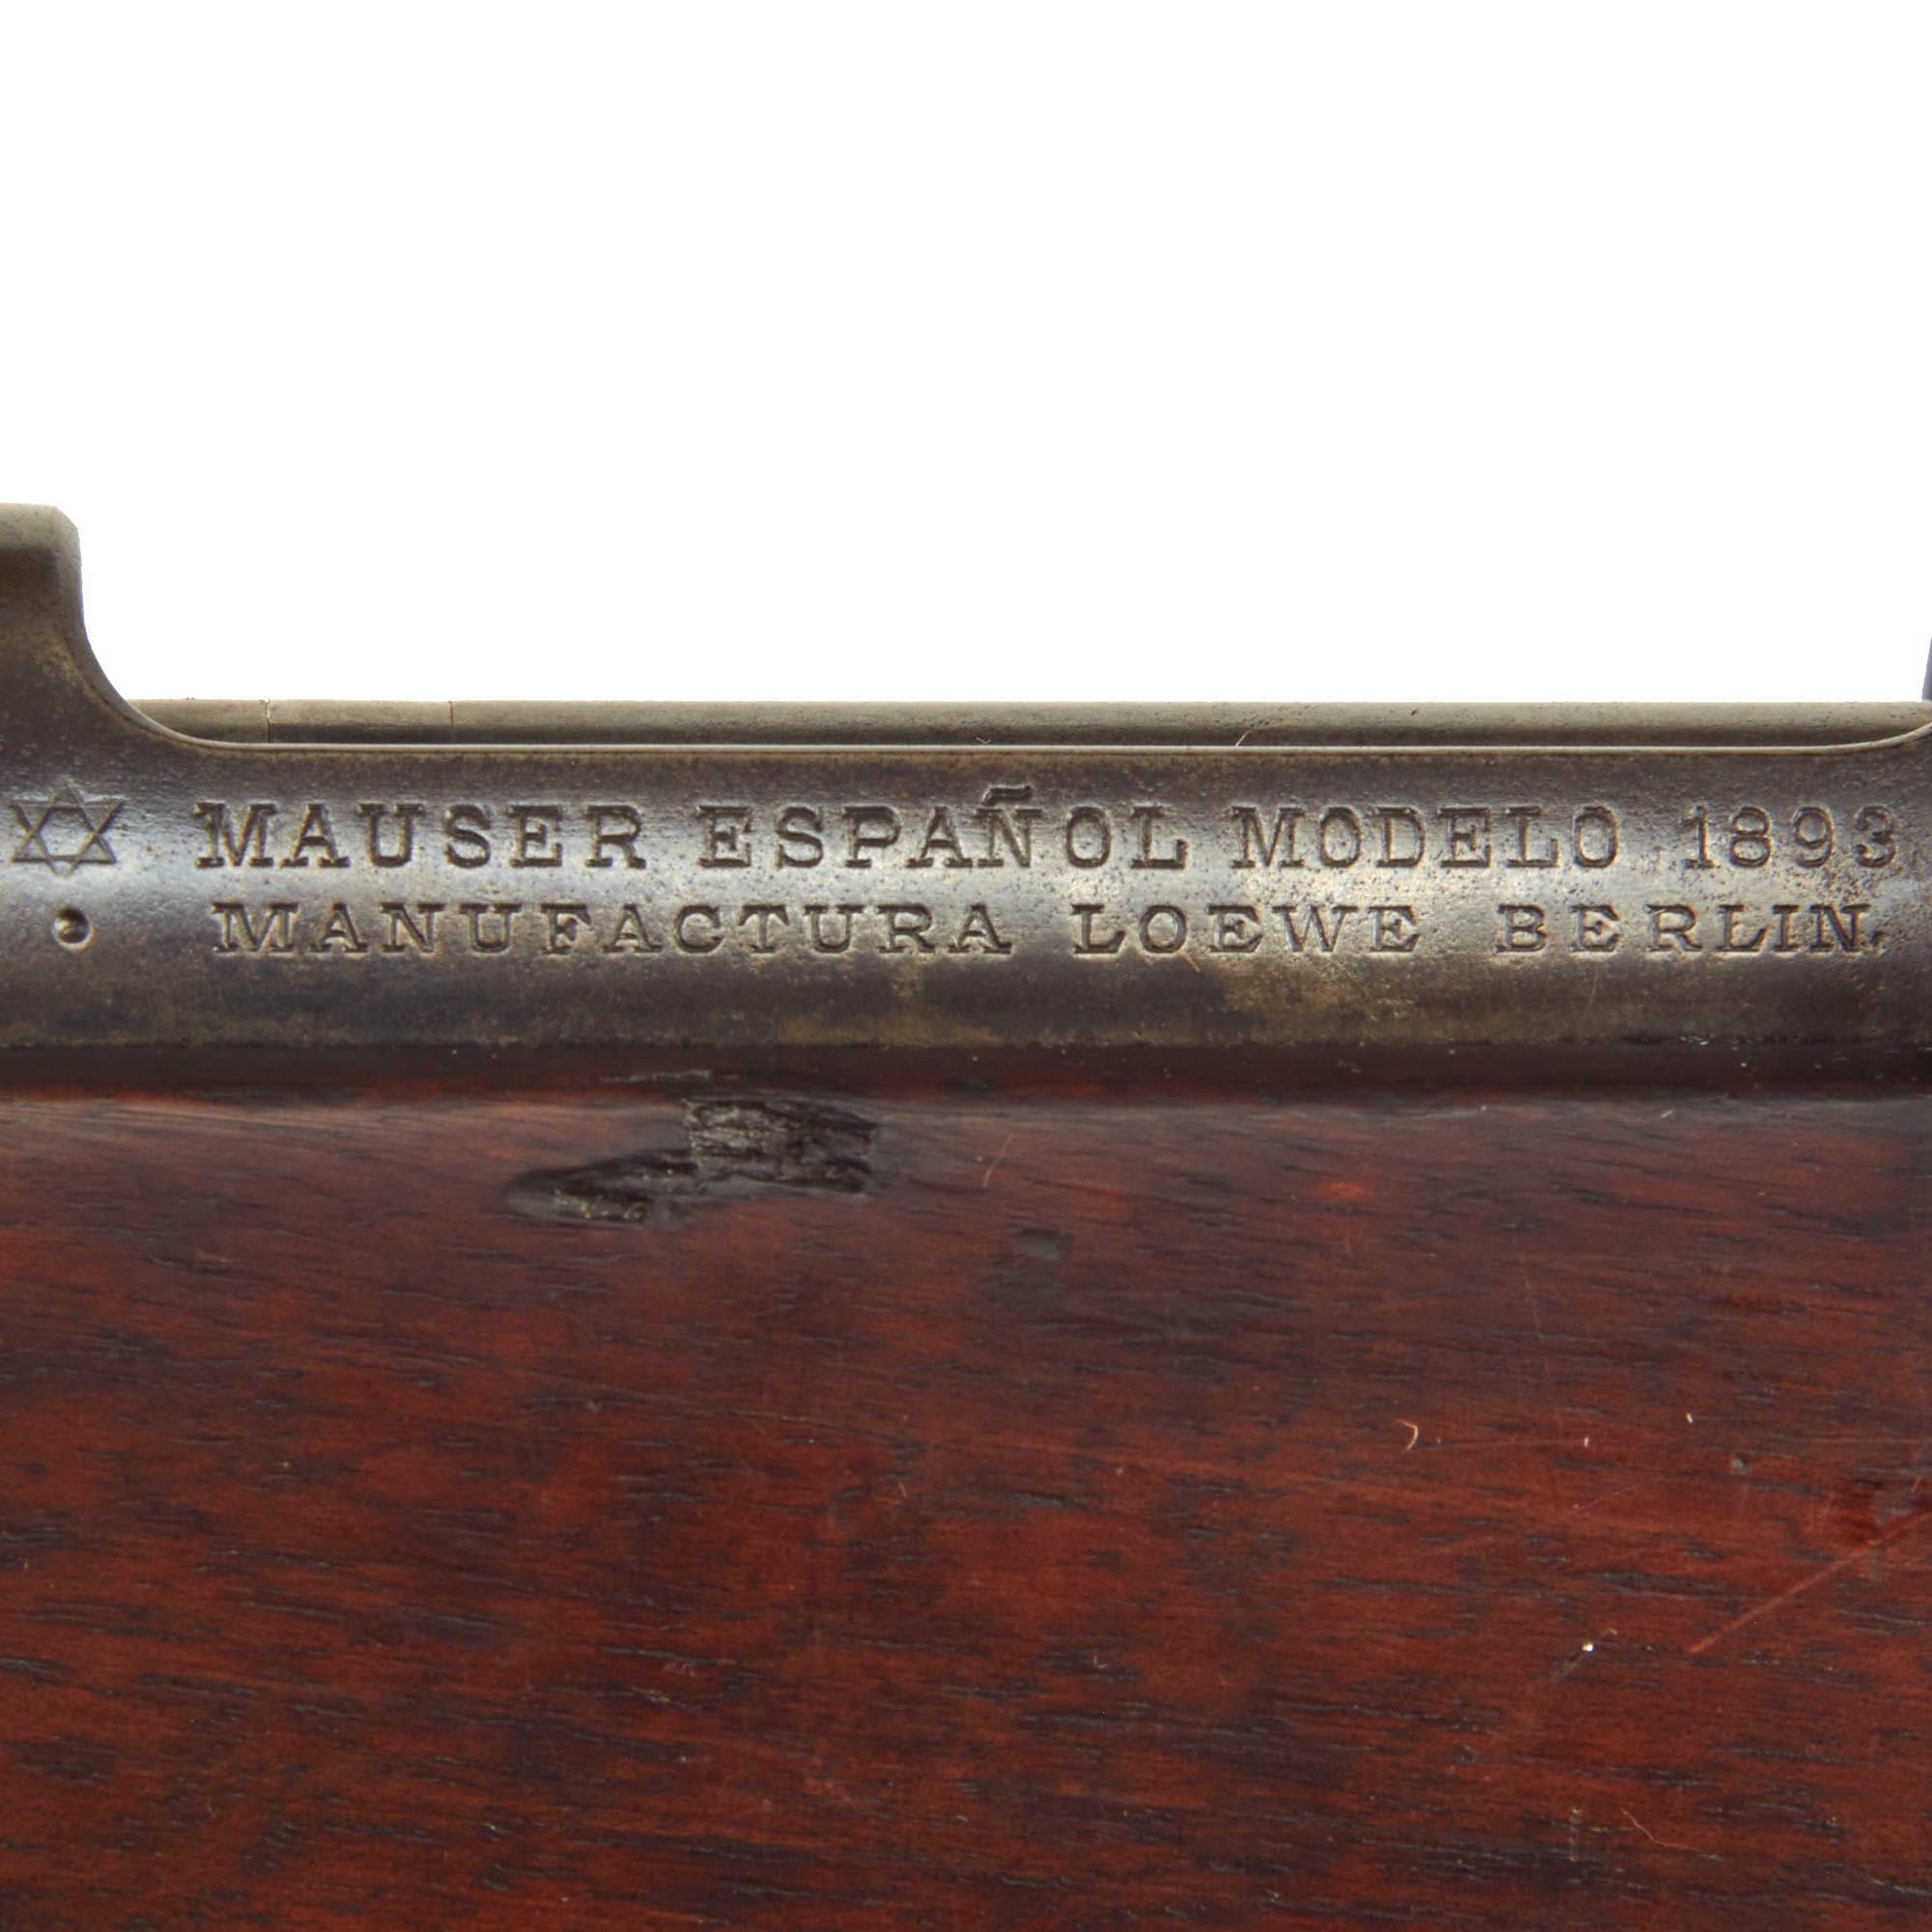 MAUSER ESPAÑOL MODELO 1893
MANUFACTURA LOEWE BERLIN.